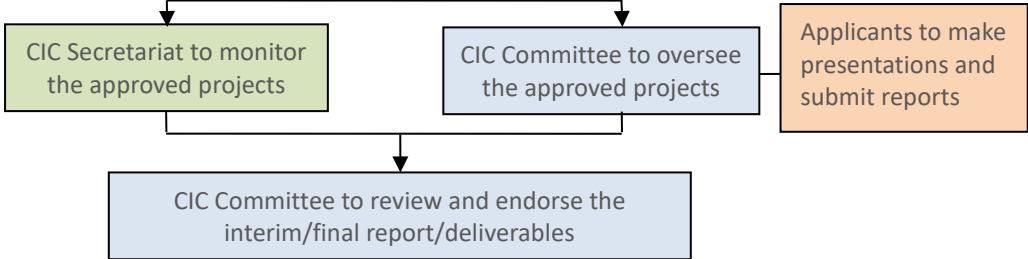 CIC Secretariat to monitor
the approved projects
CIC Committee to oversee
the approved projects
Applicants to make
presentations and
submit reports
CIC Committee to review and endorse the
interim/final report/deliverables